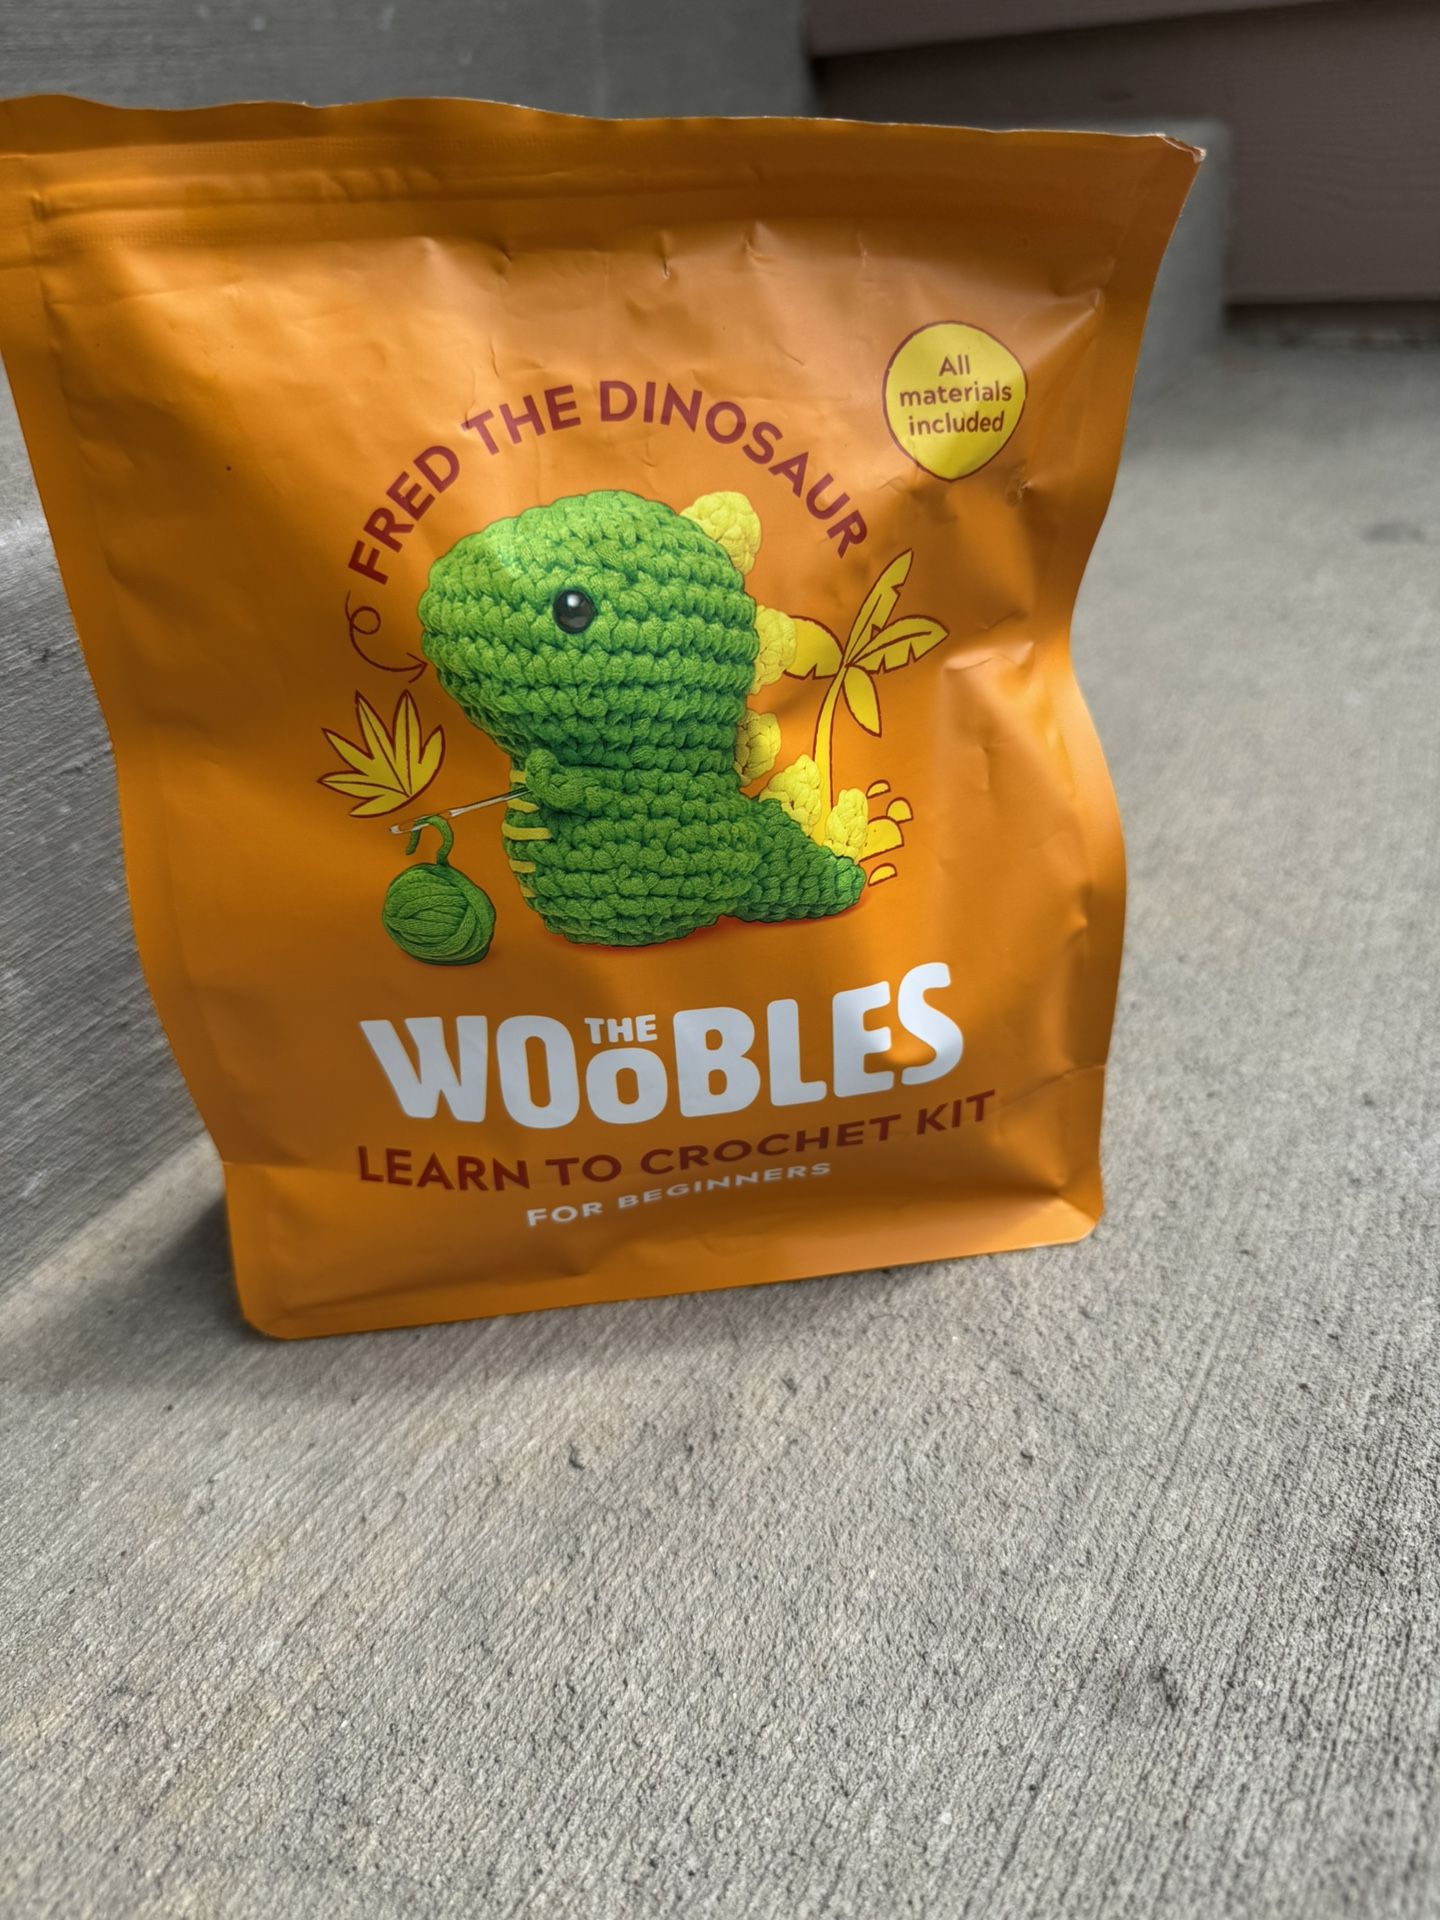 FRED THE DINOSAUR
All
materials
included
THE
WOOBLES
LEARN TO CROCHET KIT
FOR BEGINNERS